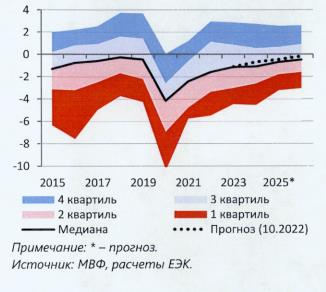 4
2
0
-2
-4
-6
-8
-10
2015 2017 2019 2021 2023 2025*
4 квартиль 3 квартиль
2 квартиль 1 квартиль
Медиана Прогноз (10.2022)
Примечание: * – прогноз.
Источник: МВФ, расчеты ЕЭК.